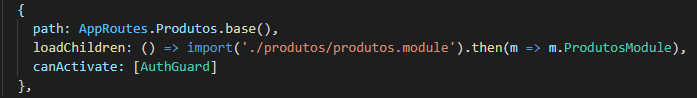 {
path: AppRoutes.Produtos.base(),
loadChildren: () => import('./produtos/produtos.module').then(m => m.ProdutosModule),
canActivate: [AuthGuard]
},